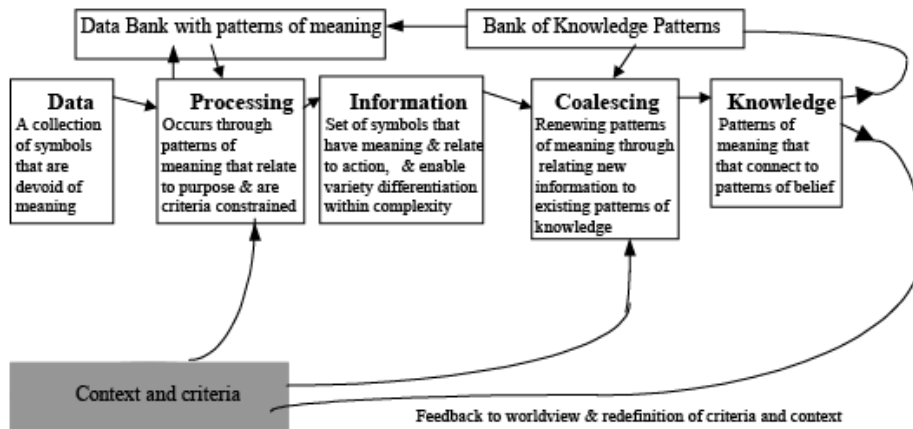 Data Bank with patterns of meaning
Bank of Knowledge Patterns
Data
A collection
of symbols
that are
devoid of
meaning
Processing
Occurs through
patterns of
meaning that relate
to purpose & are
criteria constrained
Information
Set of symbols that
have meaning & relate
to action, & enable
variety differentiation
within complexity
Coalescing
Renewing patterns
of meaning through
relating new
information to
existing patterns of
knowledge
Knowledge
Patterns of
meaning that
that connect to
patterns of belief
Context and criteria
Feedback to worldview & redefinition of criteria and context